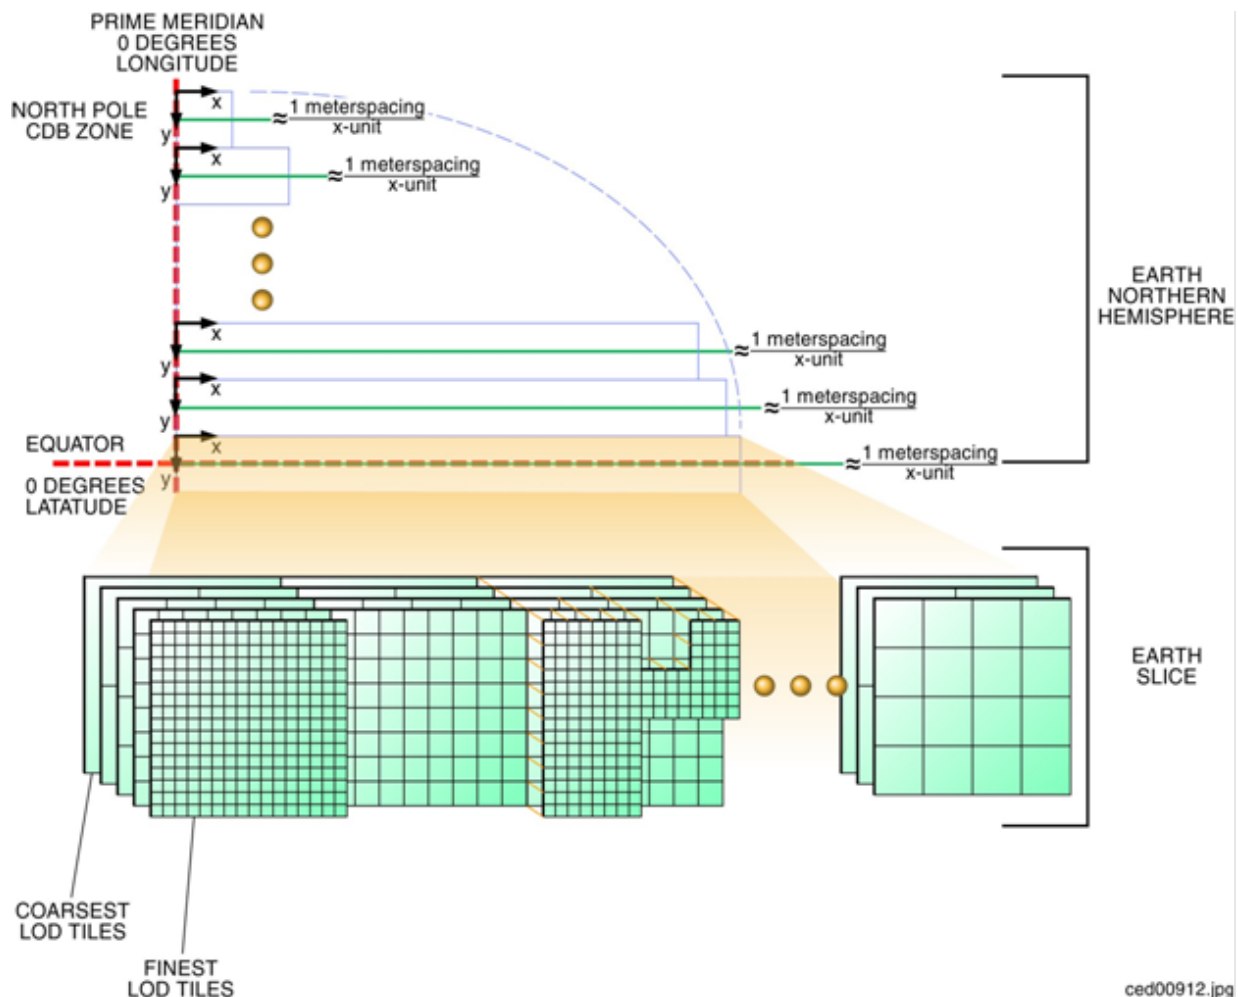 PRIME MERIDIAN
0 DEGREES
LONGITUDE
NORTH POLE
CDB ZONE
x
y
≈ 1 meterspacing
x-unit
x
y
≈ 1 meterspacing
x-unit
EARTH
NORTHERN
HEMISPHERE
x
y
≈ 1 meterspacing
x-unit
x
y
≈ 1 meterspacing
x-unit
EQUATOR
x
y
≈ 1 meterspacing
x-unit
0 DEGREES
LATATUDE
EARTH
SLICE
COARSEST
LOD TILES
FINEST
LOD TILES
ced00912.jpg